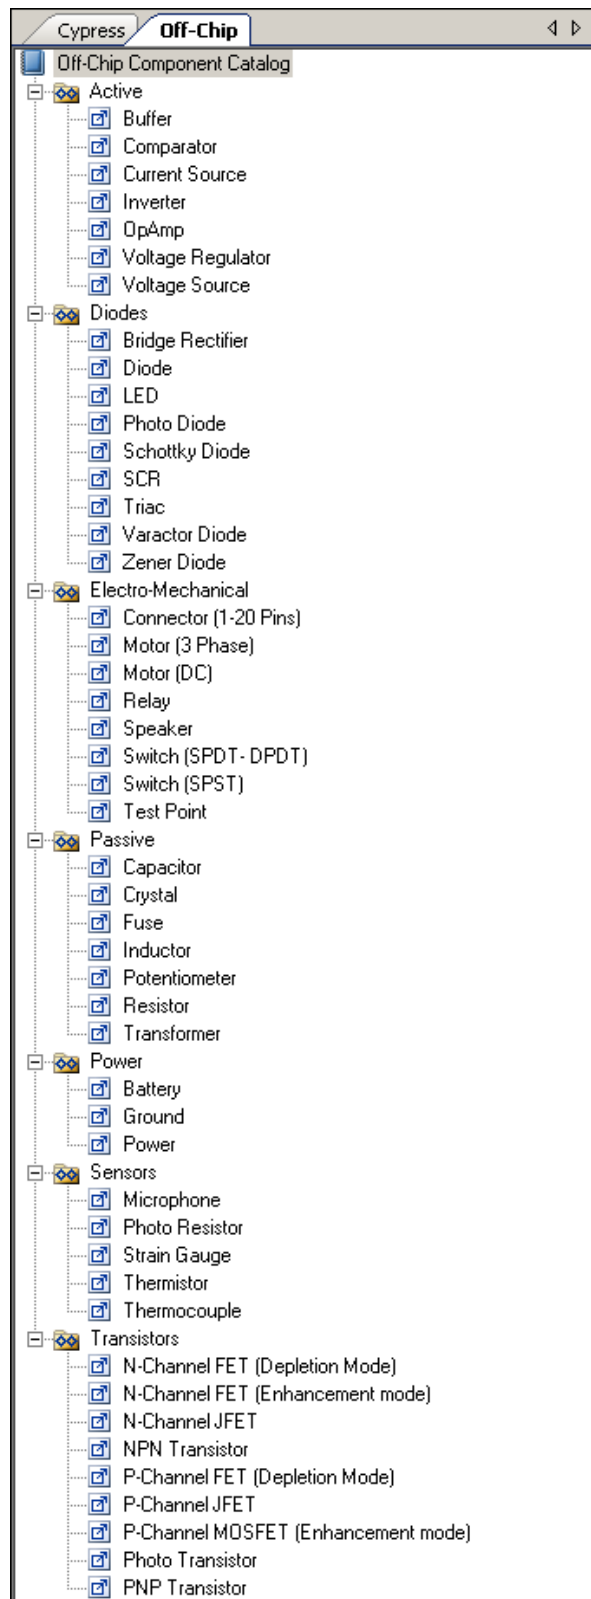 Cypress Off-Chip
Off-Chip Component Catalog
Active
Buffer
Comparator
Current Source
Inverter
OpAmp
Voltage Regulator
Voltage Source
Diodes
Bridge Rectifier
Diode
LED
Photo Diode
Schottky Diode
SCR
Triac
Varactor Diode
Zener Diode
Electro-Mechanical
Connector (1-20 Pins)
Motor (3 Phase)
Motor (DC)
Relay
Speaker
Switch (SPDT- DPDT)
Switch (SPST)
Test Point
Passive
Capacitor
Crystal
Fuse
Inductor
Potentiometer
Resistor
Transformer
Power
Battery
Ground
Power
Sensors
Microphone
Photo Resistor
Strain Gauge
Thermistor
Thermocouple
Transistors
N-Channel FET (Depletion Mode)
N-Channel FET (Enhancement mode)
N-Channel JFET
NPN Transistor
P-Channel FET (Depletion Mode)
P-Channel JFET
P-Channel MOSFET (Enhancement mode)
Photo Transistor
PNP Transistor